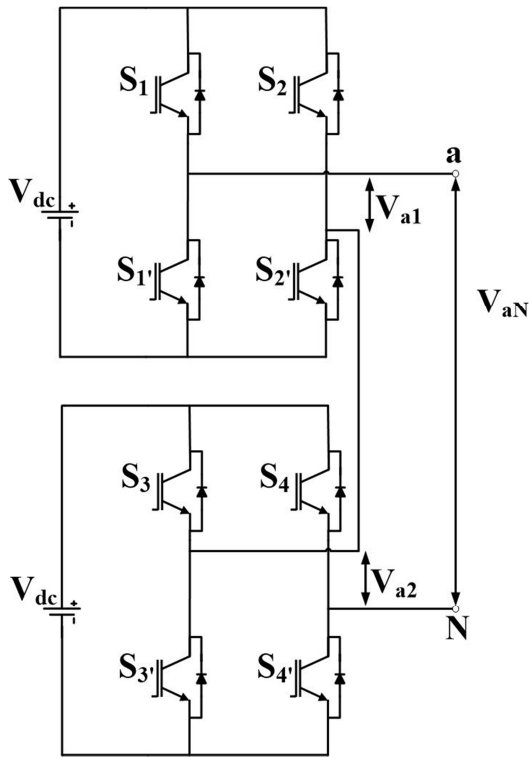 S1 S2
a
Vdc + -
Va1
S1' S2'
VaN
S3 S4
Vdc + -
Va2
N
S3' S4'